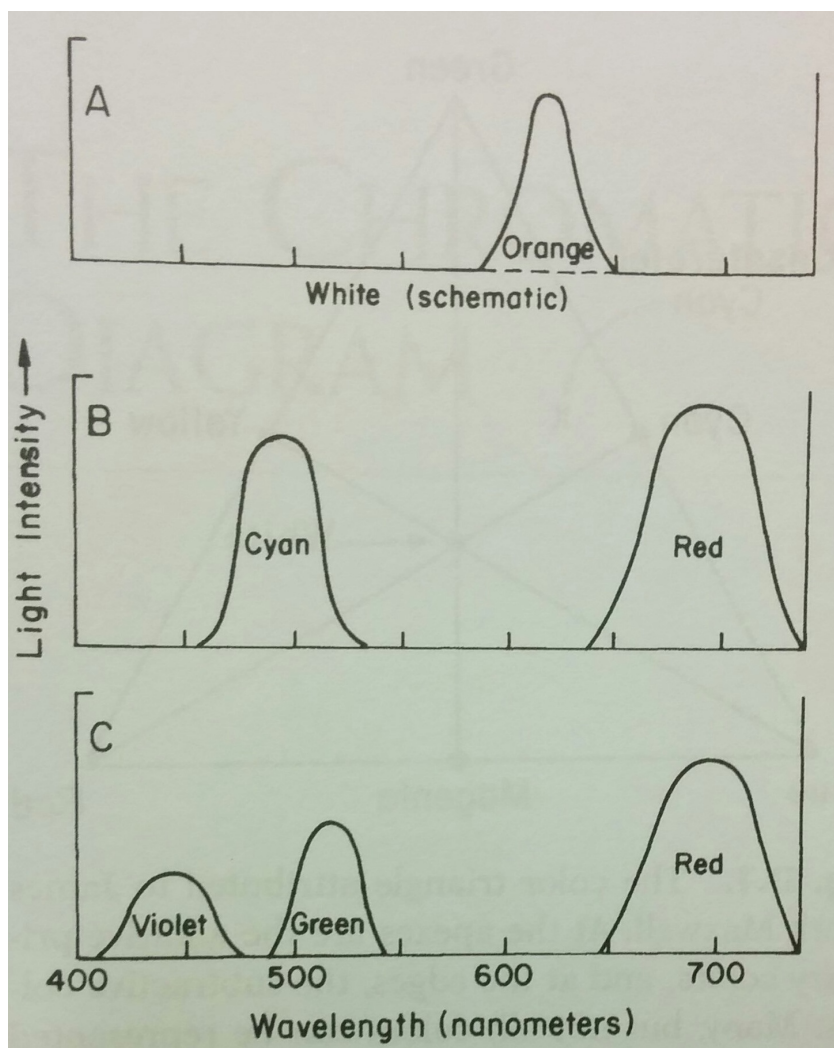 A
Orange
White (schematic)
B
Cyan
Red
C
Violet
Green
Red
400
500
600
700
Wavelength (nanometers)
Light Intensity